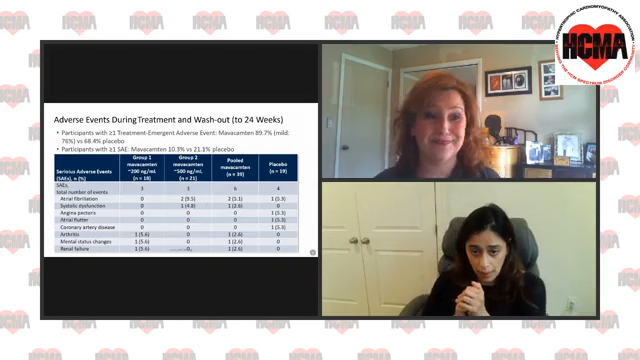 HYPERTROPHIC CARDIOMYOPATHY ASSOCIATION
HCMA
Adverse Events During Treatment and Wash-out (to 24 Weeks)
• Participants with ≥1 Treatment-Emergent Adverse Event: Mavacamten 89.7% (mild:
76%) vs 68.4% placebo
• Participants with ≥1 SAE: Mavacamten 10.3% vs 21.1% placebo
Serious Adverse Events (SAEs), n (%) Group 1 mavacamten ~200 ng/mL (n = 18) Group 2 mavacamten ~500 ng/mL (n = 21) Pooled mavacamten (n = 39) Placebo (n = 19)
SAEs, total number of events 3 3 6 4
Atrial fibrillation 0 2 (9.5) 2 (5.1) 1 (5.3)
Systolic dysfunction 0 1 (4.8) 1 (2.6) 0
Angina pectoris 0 0 0 1 (5.3)
Atrial flutter 0 0 0 1 (5.3)
Coronary artery disease 0 0 0 1 (5.3)
Arthritis 1 (5.6) 0 1 (2.6) 0
Mental status changes 1 (5.6) 0 1 (2.6) 0
Renal failure 1 (5.6) 0 1 (2.6) 0